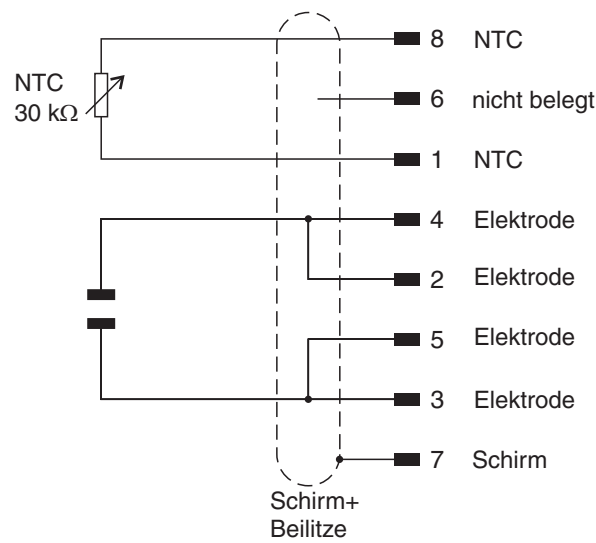 8 NTC
NTC
30 kΩ
6 nicht belegt
1 NTC
4 Elektrode
2 Elektrode
5 Elektrode
3 Elektrode
7 Schirm
Schirm+
Beilitze